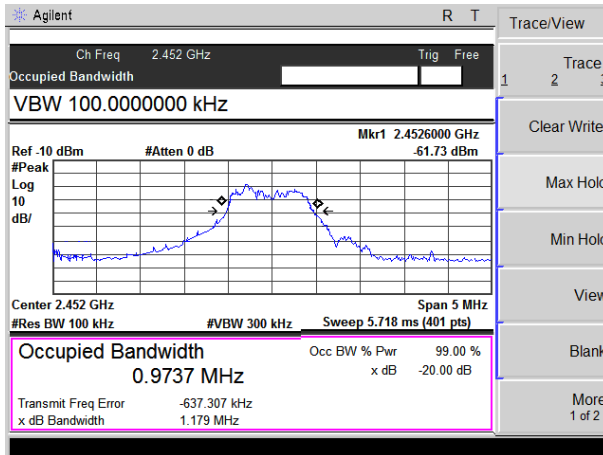 Agilent R T Trace/View
Ch Freq 2.452 GHz Trig Free
Occupied Bandwidth
Trace
1 2
VBW 100.0000000 kHz
Clear Write
Mkr1 2.4526000 GHz
Ref -10 dBm #Atten 0 dB -61.73 dBm
#Peak
Log
10
dB/
Max Hold
Min Hold
View
Center 2.452 GHz Span 5 MHz
#Res BW 100 kHz #VBW 300 kHz Sweep 5.718 ms (401 pts)
Occupied Bandwidth Occ BW % Pwr 99.00 %
0.9737 MHz x dB -20.00 dB
Blank
Transmit Freq Error -637.307 kHz
x dB Bandwidth 1.179 MHz
More
1 of 2